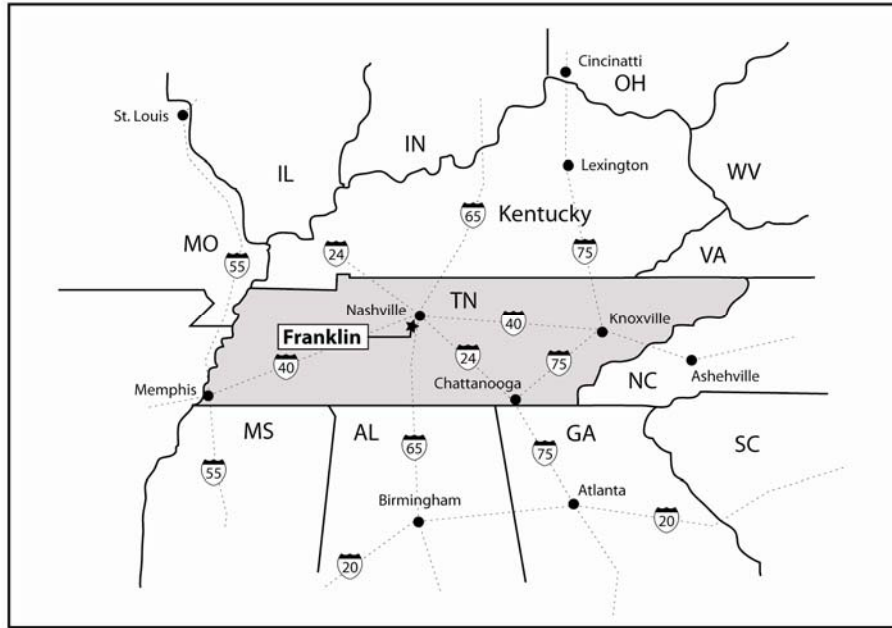 Cincinatti
OH
St. Louis
IN
IL
Lexington
WV
65
Kentucky
MO
24
75
VA
55
Nashville
TN
40
Knoxville
Franklin
24
75
40
Chattanooga
NC
Ashehville
Memphis
MS
AL
GA
65
75
SC
55
Birmingham
Atlanta
20
20